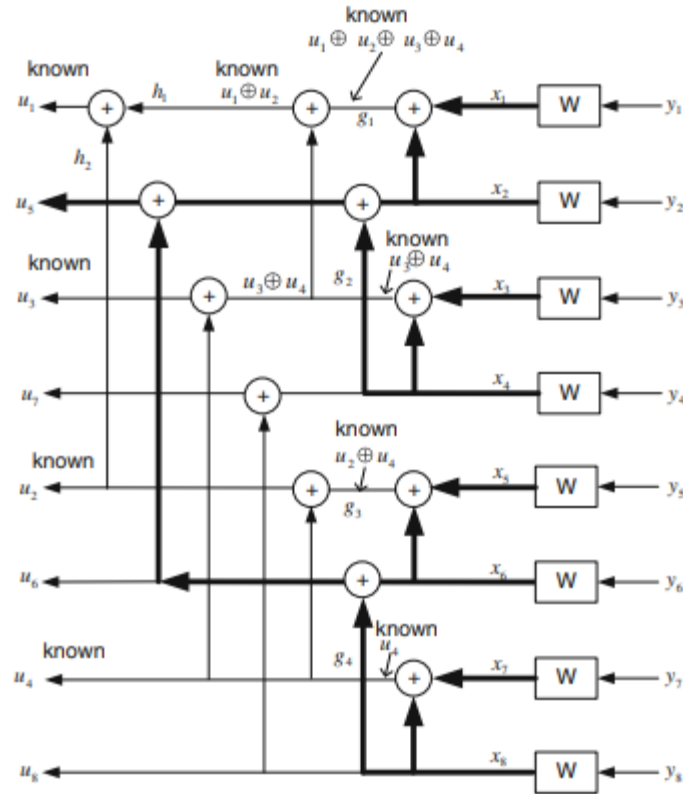 known
u₁ ⊕ u₂ ⊕ u₃ ⊕ u₄
known
known
u₁ ⊕ u₂
u₁
+
h₁
+
g₁
+
x₁
W
y₁
h₂
u₅
+
+
x₂
W
y₂
known
known
u₃ ⊕ u₄
u₃
+
u₃ ⊕ u₄
g₂
+
x₃
W
y₃
u₇
+
x₄
W
y₄
known
known
u₂ ⊕ u₄
u₂
+
g₃
+
x₅
W
y₅
u₆
+
x₆
W
y₆
known
known
u₄
u₄
g₄
+
x₇
W
y₇
u₈
x₈
W
y₈